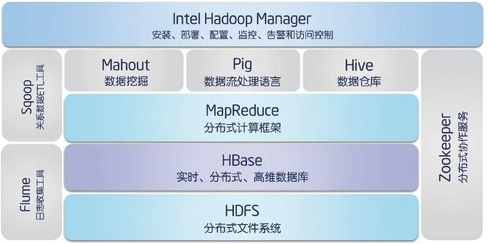 Intel Hadoop Manager
安装、部署、配置、监控、告警和访问控制
Sqoop
关系数据ETL工具
Mahout
数据挖掘
Pig
数据流处理语言
Hive
数据仓库
MapReduce
分布式计算框架
Flume
日志收集工具
HBase
实时、分布式、高维数据库
HDFS
分布式文件系统
Zookeeper
分布式协作服务